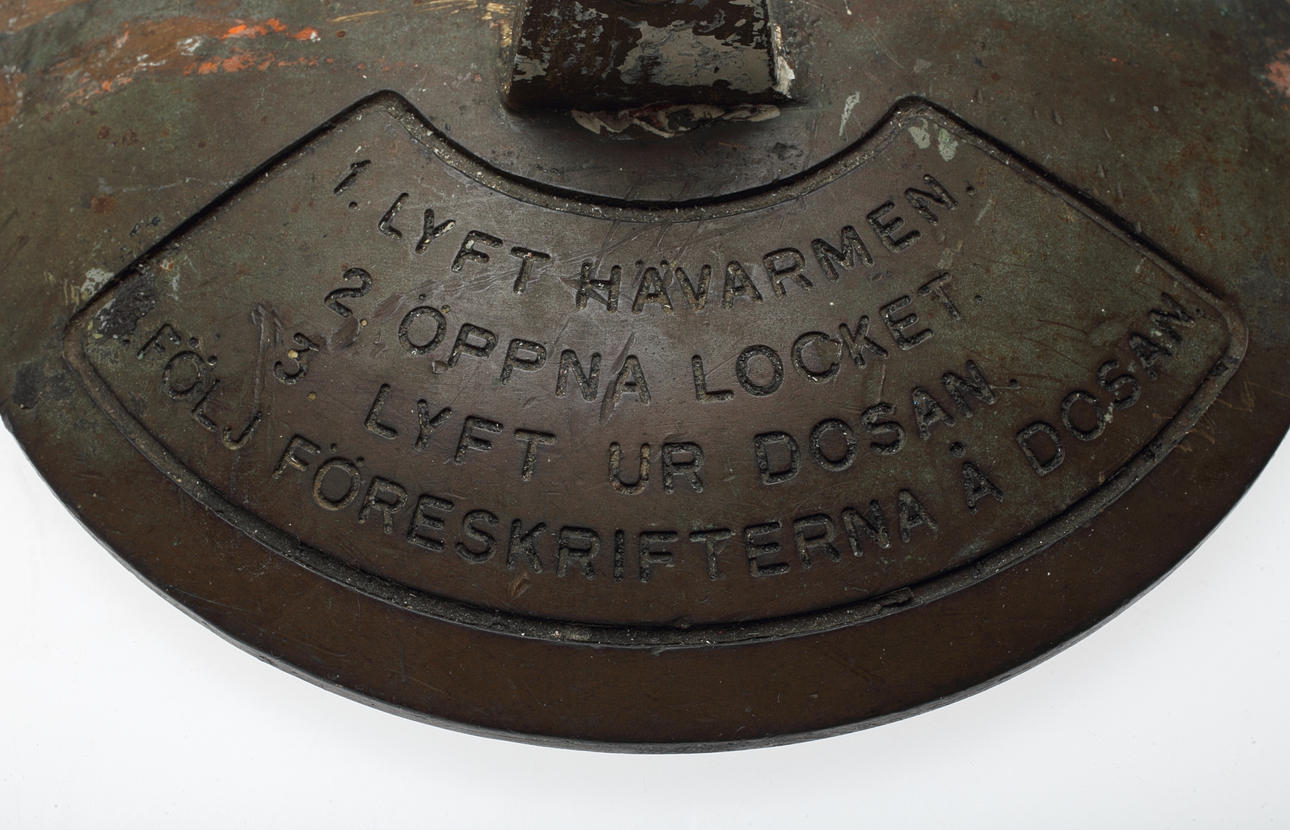 1. LYFT HÄVARMEN.
2 ÖPPNA LOCKET.
3 LYFT UR DOSAN.
FÖLJ FÖRESKRIFTERNA Å DOSAN.